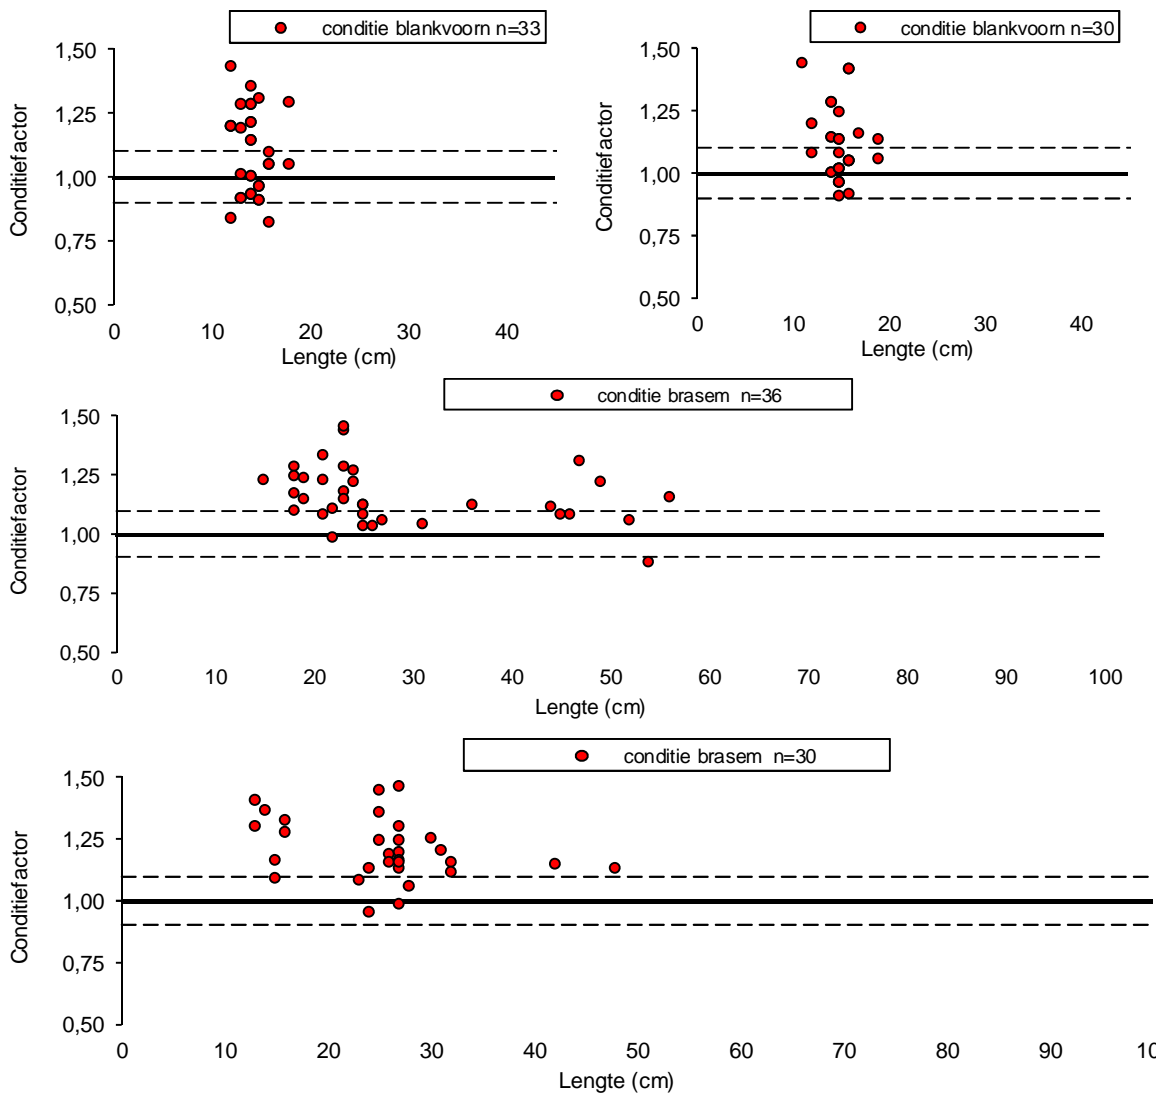 conditie blankvoorn n=33
1,50
1,25
1,00
0,75
0,50
Conditiefactor
0 10 20 30 40
Lengte (cm)
conditie blankvoorn n=30
1,50
1,25
1,00
0,75
0,50
Conditiefactor
0 10 20 30 40
Lengte (cm)
conditie brasem n=36
1,50
1,25
1,00
0,75
0,50
Conditiefactor
0 10 20 30 40 50 60 70 80 90 100
Lengte (cm)
conditie brasem n=30
1,50
1,25
1,00
0,75
0,50
Conditiefactor
0 10 20 30 40 50 60 70 80 90 10
Lengte (cm)